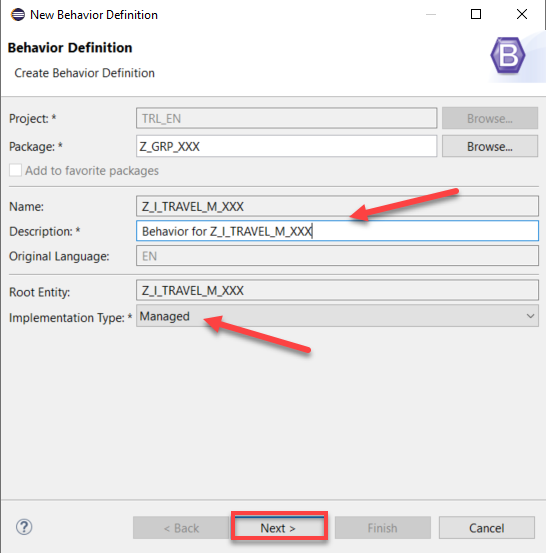 New Behavior Definition
Behavior Definition
Create Behavior Definition
B
Project: * TRL_EN Browse...
Package: * Z_GRP_XXX Browse...
Add to favorite packages
Name: Z_I_TRAVEL_M_XXX
Description: * Behavior for Z_I_TRAVEL_M_XXX
Original Language: EN
Root Entity: Z_I_TRAVEL_M_XXX
Implementation Type: * Managed
? < Back Next > Finish Cancel